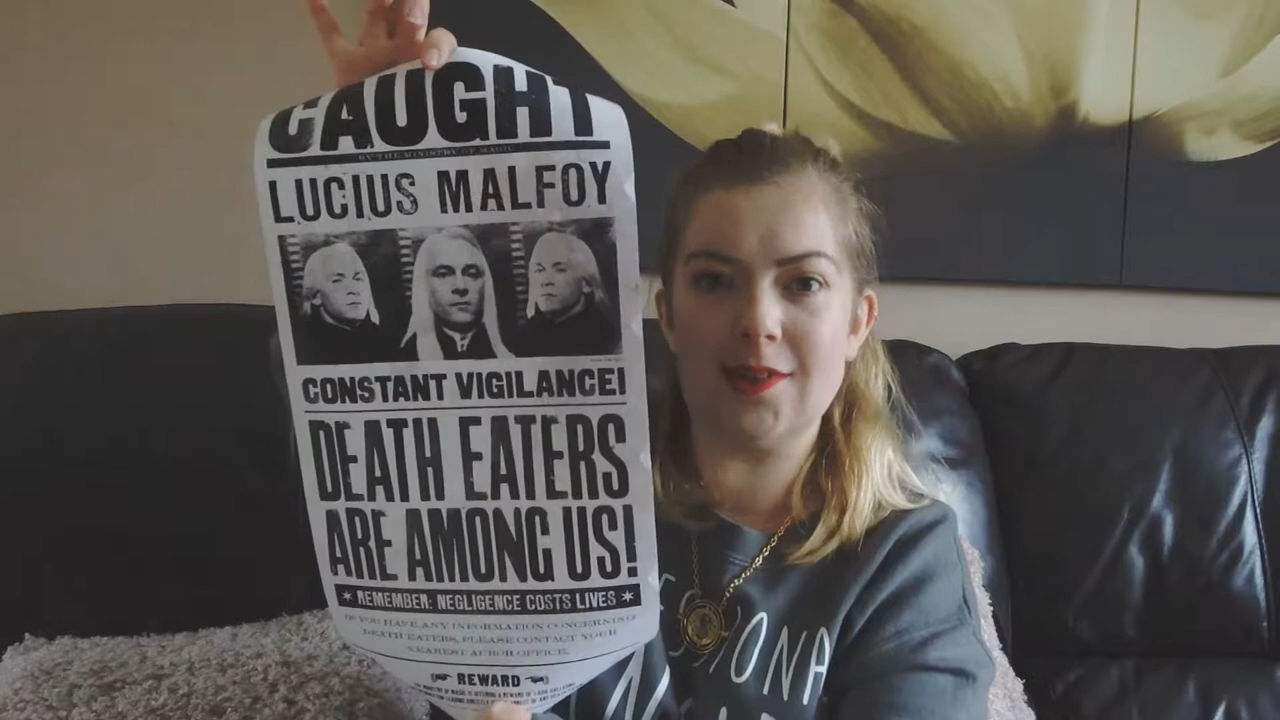 CAUGHT
BY THE MINISTRY OF MAGIC
LUCIUS MALFOY
CONSTANT VIGILANCE!
DEATH EATERS
ARE AMONG US!
* REMEMBER: NEGLIGENCE COSTS LIVES *
IF YOU HAVE ANY INFORMATION CONCERNING
DEATH EATERS, PLEASE CONTACT YOUR
NEAREST AUROR OFFICE.
REWARD